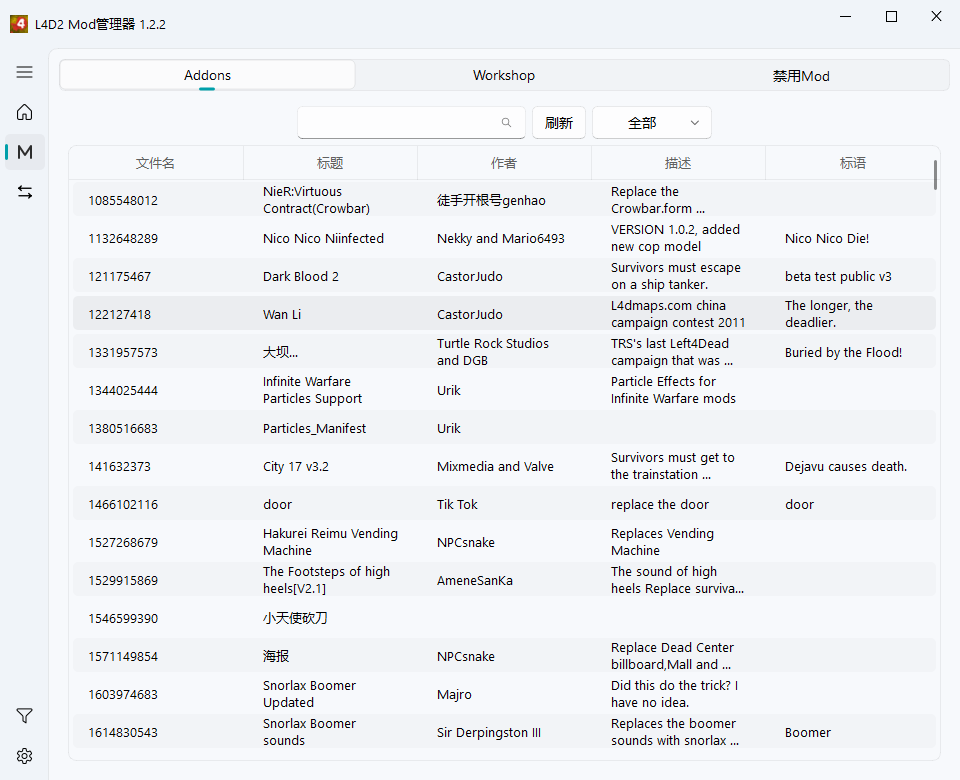 4 L4D2 Mod管理器 1.2.2
Addons
Workshop
禁用Mod
刷新
全部
M
文件名
标题
作者
描述
标语
1085548012
NieR:Virtuous
Contract(Crowbar)
徒手开根号genhao
Replace the
Crowbar.form ...
1132648289
Nico Nico Niinfected
Nekky and Mario6493
VERSION 1.0.2, added
new cop model
Nico Nico Die!
121175467
Dark Blood 2
CastorJudo
Survivors must escape
on a ship tanker.
beta test public v3
122127418
Wan Li
CastorJudo
L4dmaps.com china
campaign contest 2011
The longer, the
deadlier.
1331957573
大坝...
Turtle Rock Studios
and DGB
TRS's last Left4Dead
campaign that was ...
Buried by the Flood!
1344025444
Infinite Warfare
Particles Support
Urik
Particle Effects for
Infinite Warfare mods
1380516683
Particles_Manifest
Urik
141632373
City 17 v3.2
Mixmedia and Valve
Survivors must get to
the trainstation ...
Dejavu causes death.
1466102116
door
Tik Tok
replace the door
door
1527268679
Hakurei Reimu Vending
Machine
NPCsnake
Replaces Vending
Machine
1529915869
The Footsteps of high
heels[V2.1]
AmeneSanKa
The sound of high
heels Replace surviva...
1546599390
小天使砍刀
1571149854
海报
NPCsnake
Replace Dead Center
billboard,Mall and ...
1603974683
Snorlax Boomer
Updated
Majro
Did this do the trick? I
have no idea.
1614830543
Snorlax Boomer
sounds
Sir Derpingston III
Replaces the boomer
sounds with snorlax ...
Boomer